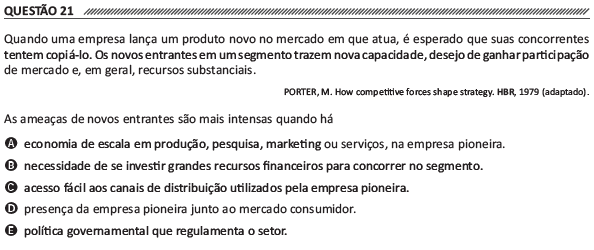 QUESTÃO 21
Quando uma empresa lança um produto novo no mercado em que atua, é esperado que suas concorrentes
tentem copiá-lo. Os novos entrantes em um segmento trazem nova capacidade, desejo de ganhar participação
de mercado e, em geral, recursos substanciais.
PORTER, M. How competitive forces shape strategy. HBR, 1979 (adaptado).
As ameaças de novos entrantes são mais intensas quando há
A economia de escala em produção, pesquisa, marketing ou serviços, na empresa pioneira.
B necessidade de se investir grandes recursos financeiros para concorrer no segmento.
C acesso fácil aos canais de distribuição utilizados pela empresa pioneira.
D presença da empresa pioneira junto ao mercado consumidor.
E política governamental que regulamenta o setor.